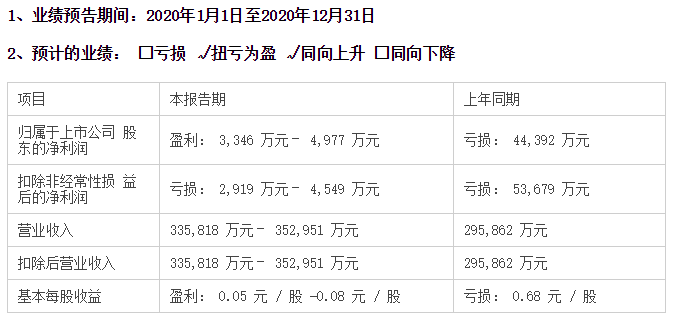 1、业绩预告期间：2020年1月1日至2020年12月31日
2、预计的业绩： □亏损 √扭亏为盈 √同向上升 □同向下降
项目 本报告期 上年同期
归属于上市公司 股
东的净利润 盈利： 3,346 万元– 4,977 万元 亏损： 44,392 万元
扣除非经常性损 益
后的净利润 亏损： 2,919 万元– 4,549 万元 亏损： 53,679 万元
营业收入 335,818 万元– 352,951 万元 295,862 万元
扣除后营业收入 335,818 万元– 352,951 万元 295,862 万元
基本每股收益 盈利： 0.05 元 / 股 –0.08 元 / 股 亏损： 0.68 元 / 股